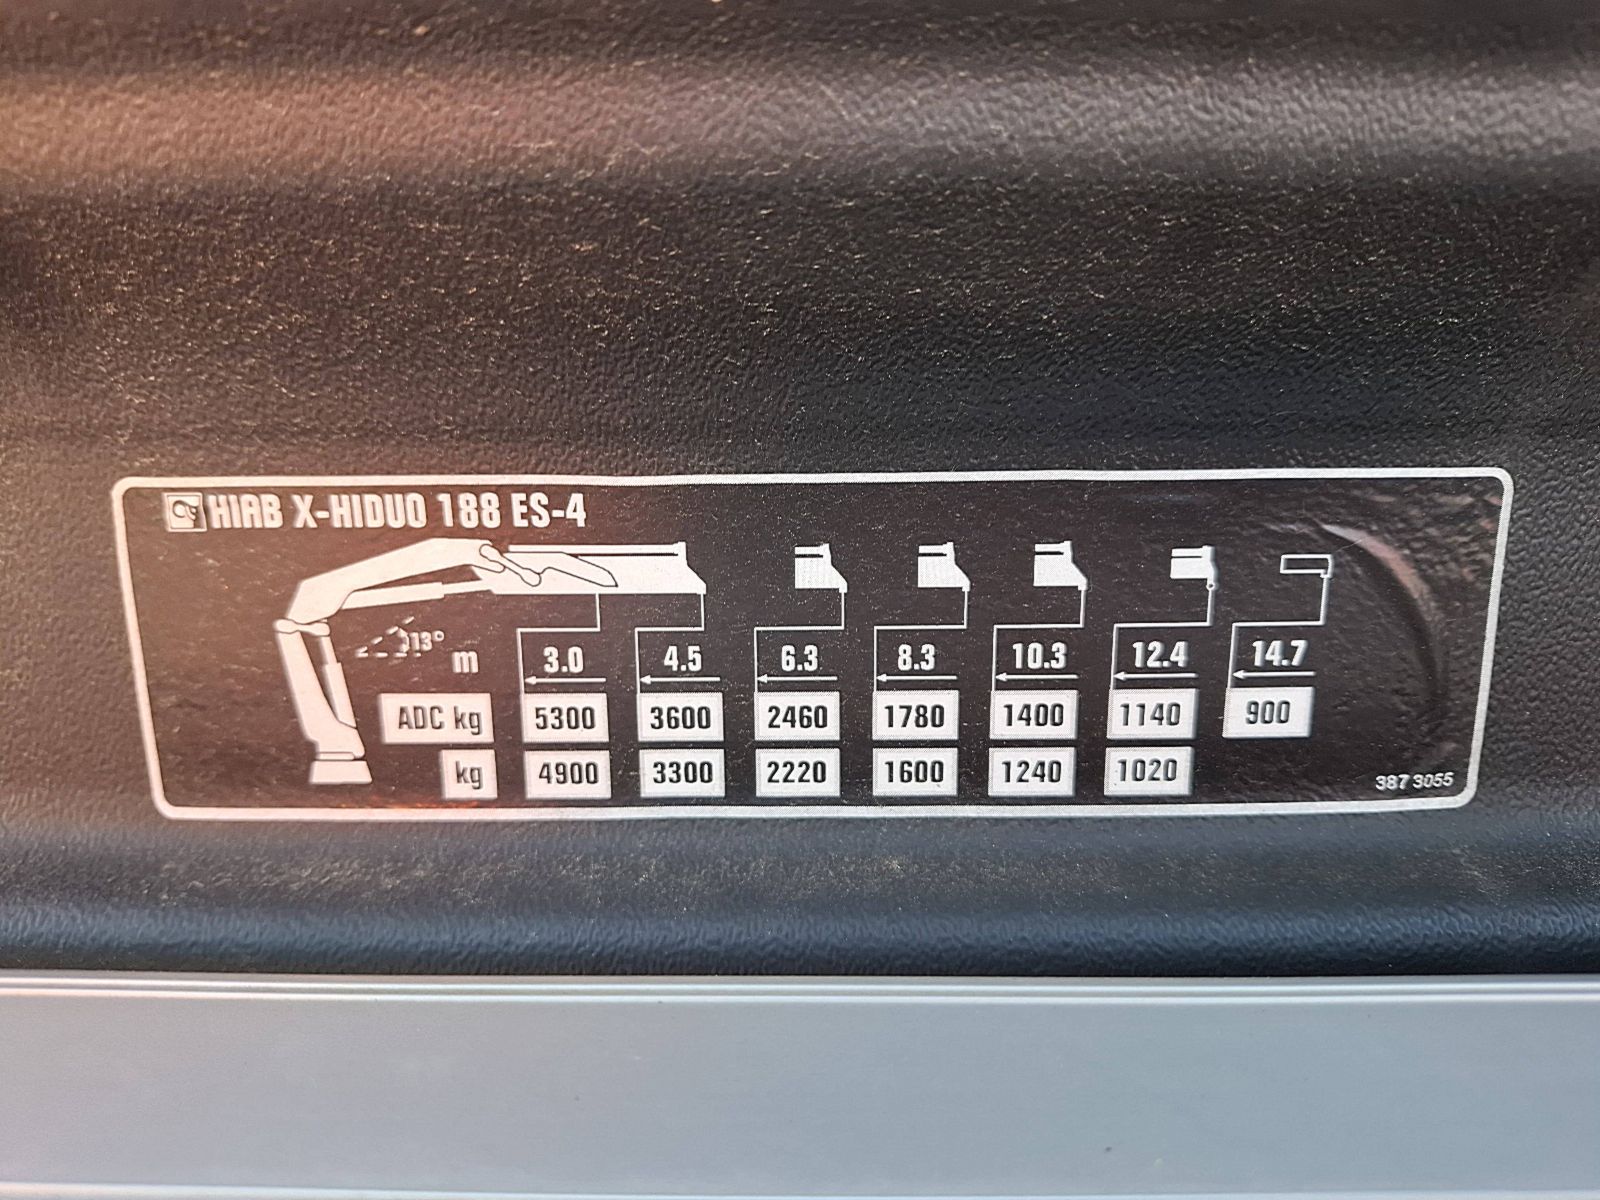 HIAB X-HIDUO 188 ES-4
13°
m 3.0 4.5 6.3 8.3 10.3 12.4 14.7
ADC kg 5300 3600 2460 1780 1400 1140 900
kg 4900 3300 2220 1600 1240 1020
387 3055